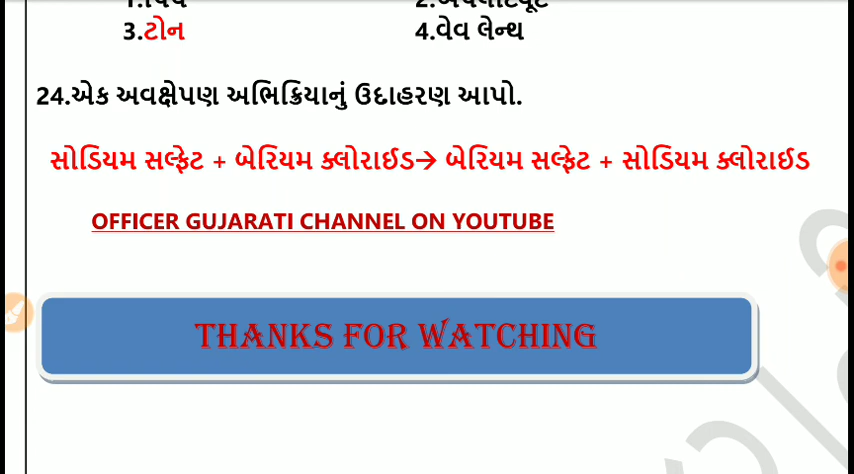 3.ટોન 4.વેવ લેન્થ
24.એક અવક્ષેપણ અભિક્રિયાનું ઉદાહરણ આપો.
સોડિયમ સલ્ફેટ + બેરિયમ ક્લોરાઈડ→ બેરિયમ સલ્ફેટ + સોડિયમ ક્લોરાઈડ
OFFICER GUJARATI CHANNEL ON YOUTUBE
THANKS FOR WATCHING